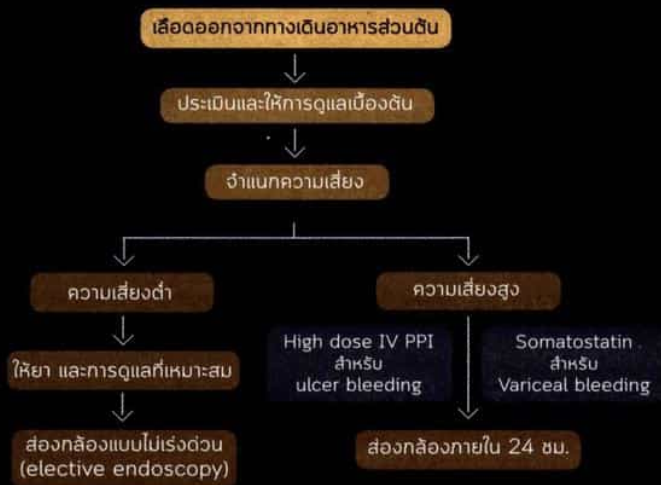 เลือดออกจากทางเดินอาหารส่วนต้น
ประเมินและให้การดูแลเบื้องต้น
จำแนกความเสี่ยง
ความเสี่ยงต่ำ
ให้ยา และการดูแลที่เหมาะสม
ส่องกล้องแบบไม่เร่งด่วน
(elective endoscopy)
ความเสี่ยงสูง
High dose IV PPI
สำหรับ
ulcer bleeding
Somatostatin
สำหรับ
Variceal bleeding
ส่องกล้องภายใน 24 ชม.